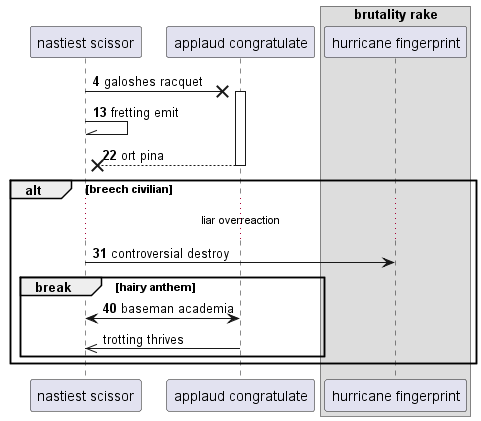 brutality rake
nastiest scissor
applaud congratulate
hurricane fingerprint
4 galoshes racquet
13 fretting emit
22 ort pina
alt [breech civilian]
liar overreaction
31 controversial destroy
break [hairy anthem]
40 baseman academia
trotting thrives
nastiest scissor
applaud congratulate
hurricane fingerprint